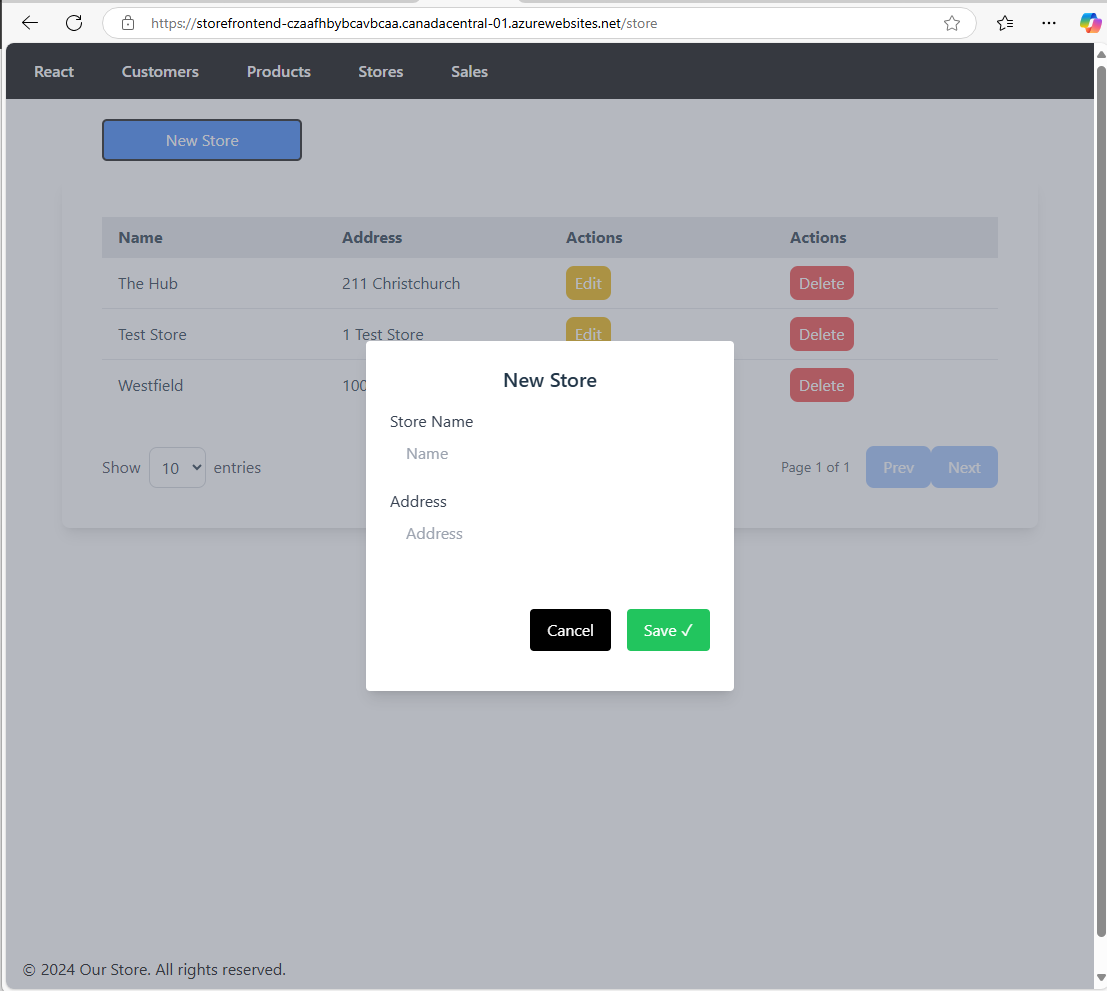 https://storefrontend-czaafhbybcavbcaa.canadacentral-01.azurewebsites.net/store
React Customers Products Stores Sales
New Store
Name Address Actions Actions
The Hub 211 Christchurch Edit Delete
Test Store 1 Test Store Edit Delete
Westfield 100 Delete
Show 10 entries Page 1 of 1 Prev Next
New Store
Store Name
Name
Address
Address
Cancel Save ✓
© 2024 Our Store. All rights reserved.